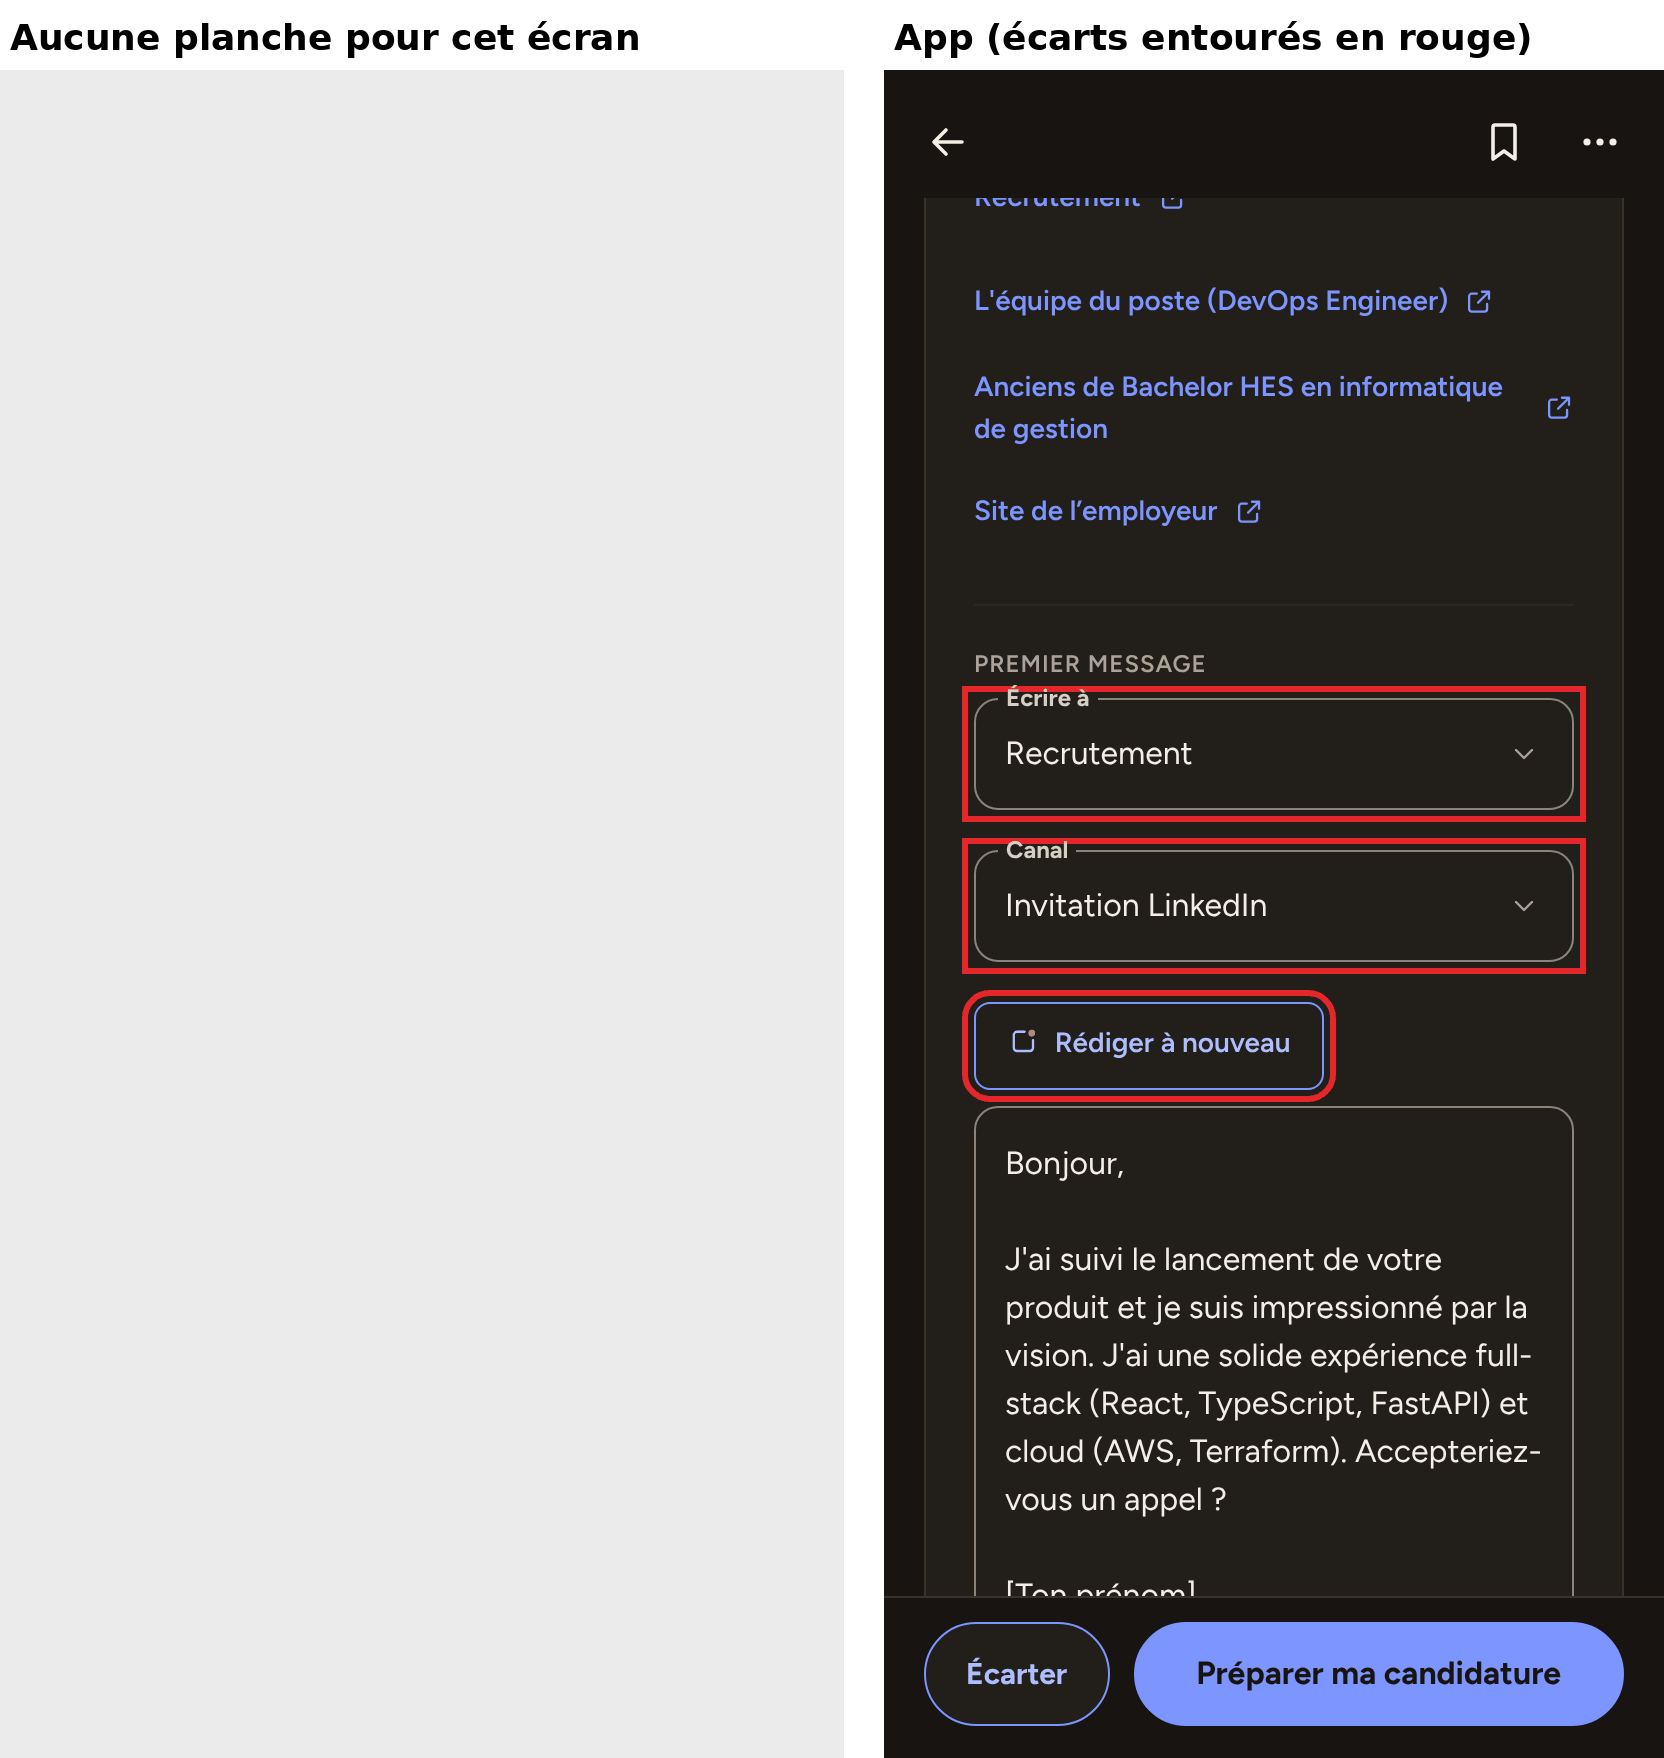 Aucune planche pour cet écran
App (écarts entourés en rouge)
Recrutement
L'équipe du poste (DevOps Engineer)
Anciens de Bachelor HES en informatique
de gestion
Site de l’employeur
PREMIER MESSAGE
Écrire à
Recrutement
Canal
Invitation LinkedIn
Rédiger à nouveau
Bonjour,
J'ai suivi le lancement de votre
produit et je suis impressionné par la
vision. J'ai une solide expérience full-
stack (React, TypeScript, FastAPI) et
cloud (AWS, Terraform). Accepteriez-
vous un appel ?
[Ton prénom]
Écarter
Préparer ma candidature